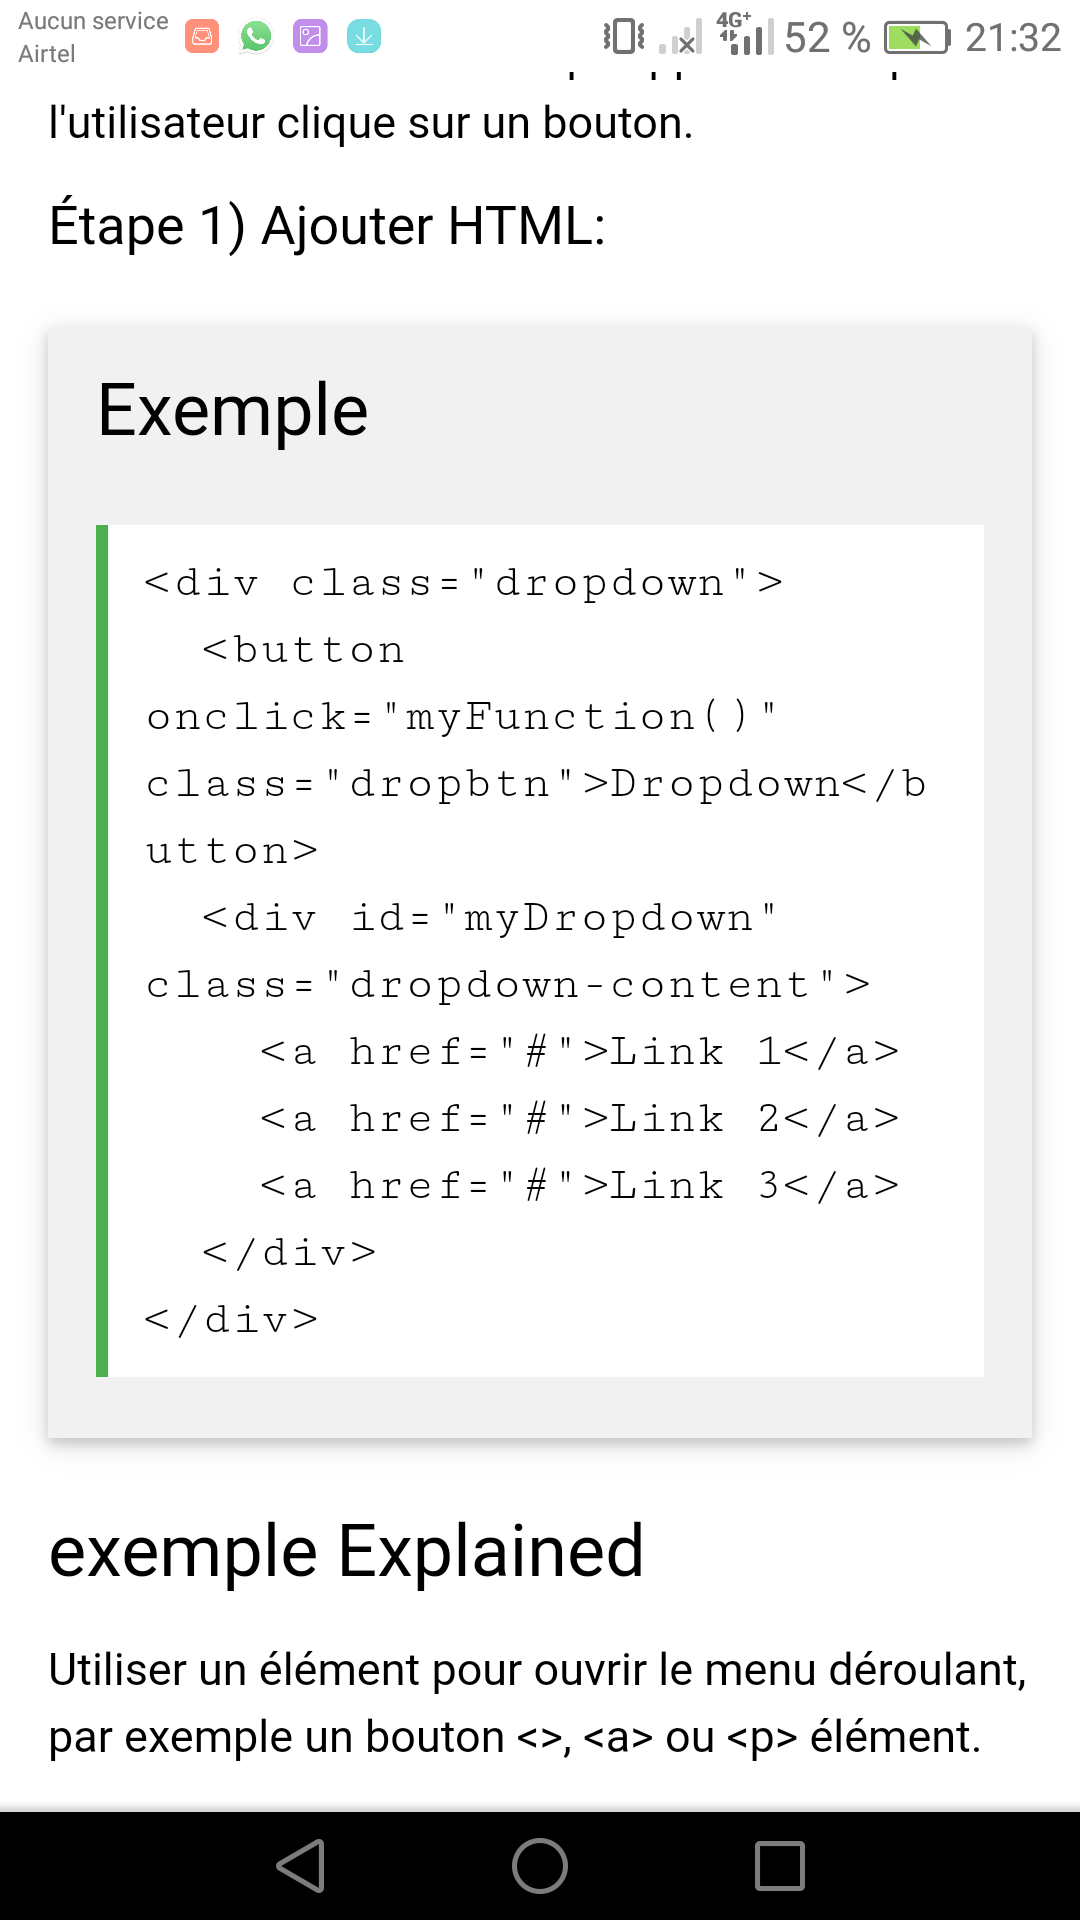 Aucun service
Airtel
4G+
52 %
21:32
l'utilisateur clique sur un bouton.
Étape 1) Ajouter HTML:
Exemple
<div class="dropdown">
  <button
onclick="myFunction()"
class="dropbtn">Dropdown</b
utton>
  <div id="myDropdown"
class="dropdown-content">
    <a href="#">Link 1</a>
    <a href="#">Link 2</a>
    <a href="#">Link 3</a>
  </div>
</div>
exemple Explained
Utiliser un élément pour ouvrir le menu déroulant,
par exemple un bouton <>, <a> ou <p> élément.